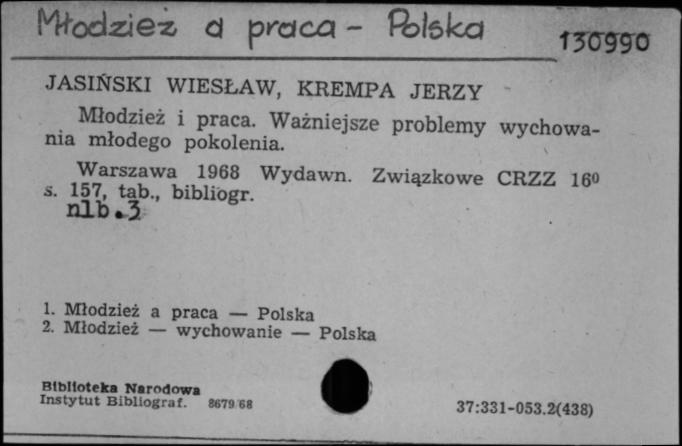 Młodzież a praca - Polska
130990
JASIŃSKI WIESŁAW, KREMPA JERZY
Młodzież i praca. Ważniejsze problemy wychowa-
nia młodego pokolenia.
Warszawa 1968 Wydawn. Związkowe CRZZ 16⁰
s. 157, tab., bibliogr.
nlb.3
1. Młodzież a praca — Polska
2. Młodzież — wychowanie — Polska
Biblioteka Narodowa
Instytut Bibliograf. 8679/68
37:331-053.2(438)